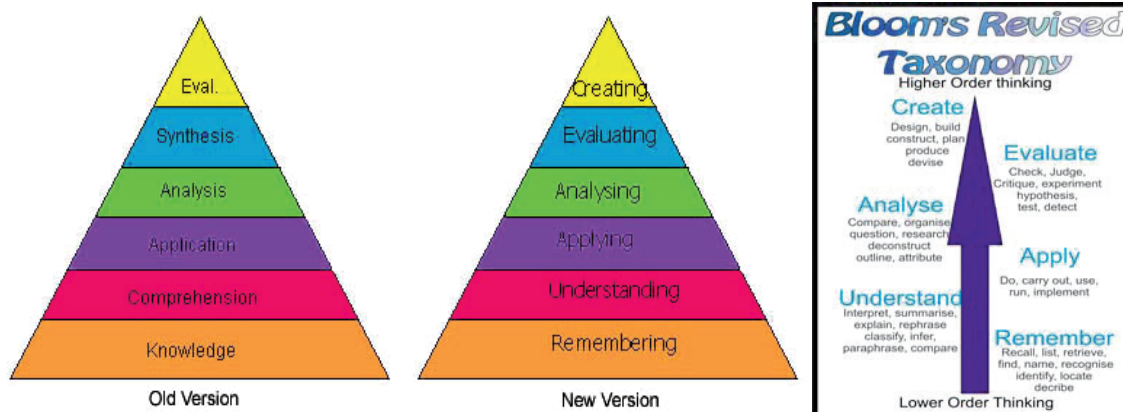 Eval.
Synthesis
Analysis
Application
Comprehension
Knowledge
Old Version
Creating
Evaluating
Analysing
Applying
Understanding
Remembering
New Version
Bloom's Revised
Taxonomy
Higher Order thinking
Create
Design, build
construct, plan
produce
devise
Evaluate
Check, Judge,
Critique, experiment
hypothesis,
test, detect
Analyse
Compare, organise
question, research
deconstruct
outline, attribute
Apply
Do, carry out, use,
run, implement
Understand
Interpret, summarise,
explain, rephrase
classify, infer,
paraphrase, compare
Remember
Recall, list, retrieve,
find, name, recognise
identify, locate
decribe
Lower Order Thinking